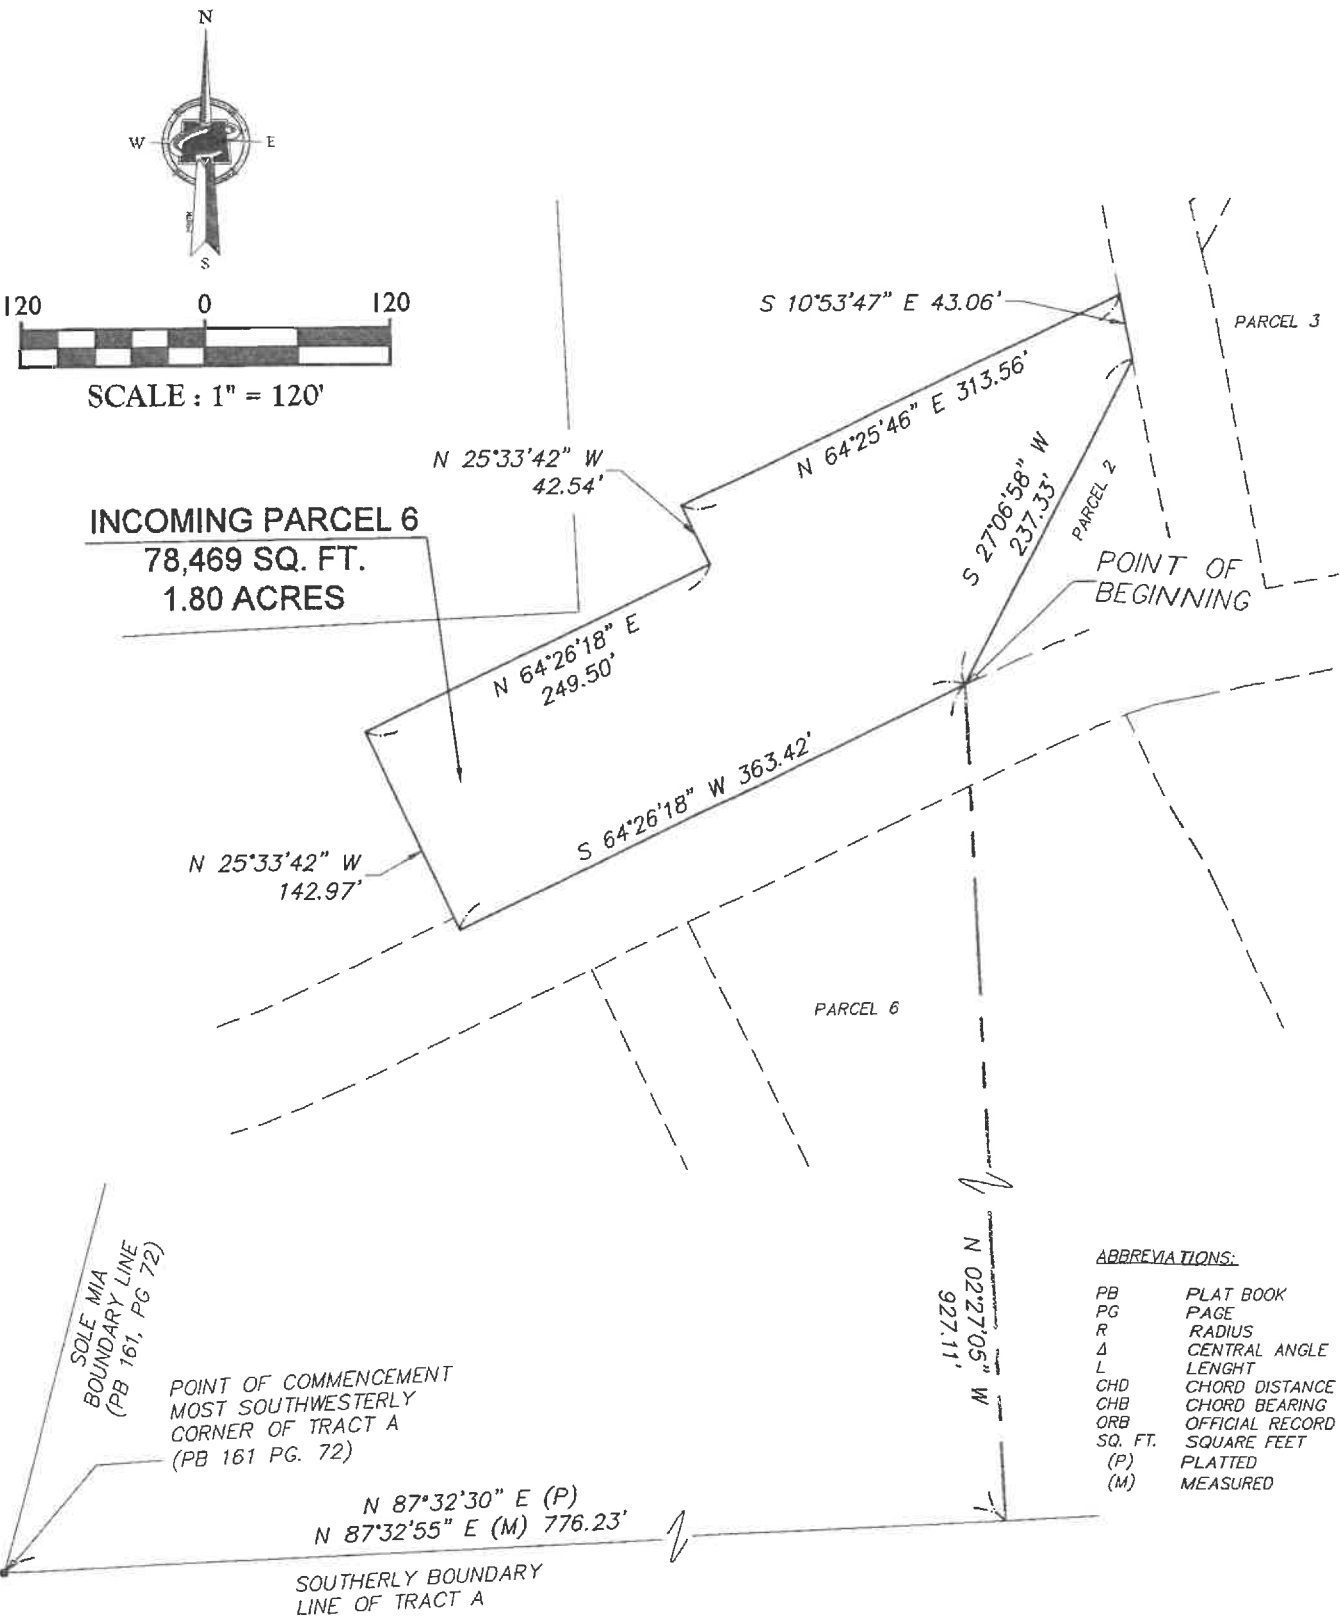 N
W E
S
120 0 120
SCALE : 1" = 120'
S 10°53'47" E 43.06'
PARCEL 3
N 64°25'46" E 313.56'
N 25°33'42" W
42.54'
S 27°06'58" W
237.33'
PARCEL 2
INCOMING PARCEL 6
78,469 SQ. FT.
1.80 ACRES
POINT OF
BEGINNING
N 64°26'18" E
249.50'
S 64°26'18" W 363.42'
N 25°33'42" W
142.97'
PARCEL 6
N 02°27'05" W
927.11'
SOLE MIA
BOUNDARY LINE
(PB 161, PG 72)
POINT OF COMMENCEMENT
MOST SOUTHWESTERLY
CORNER OF TRACT A
(PB 161 PG. 72)
N 87°32'30" E (P)
N 87°32'55" E (M) 776.23'
SOUTHERLY BOUNDARY
LINE OF TRACT A
ABBREVIATIONS:
PB PLAT BOOK
PG PAGE
R RADIUS
Δ CENTRAL ANGLE
L LENGHT
CHD CHORD DISTANCE
CHB CHORD BEARING
ORB OFFICIAL RECORD
SQ. FT. SQUARE FEET
(P) PLATTED
(M) MEASURED